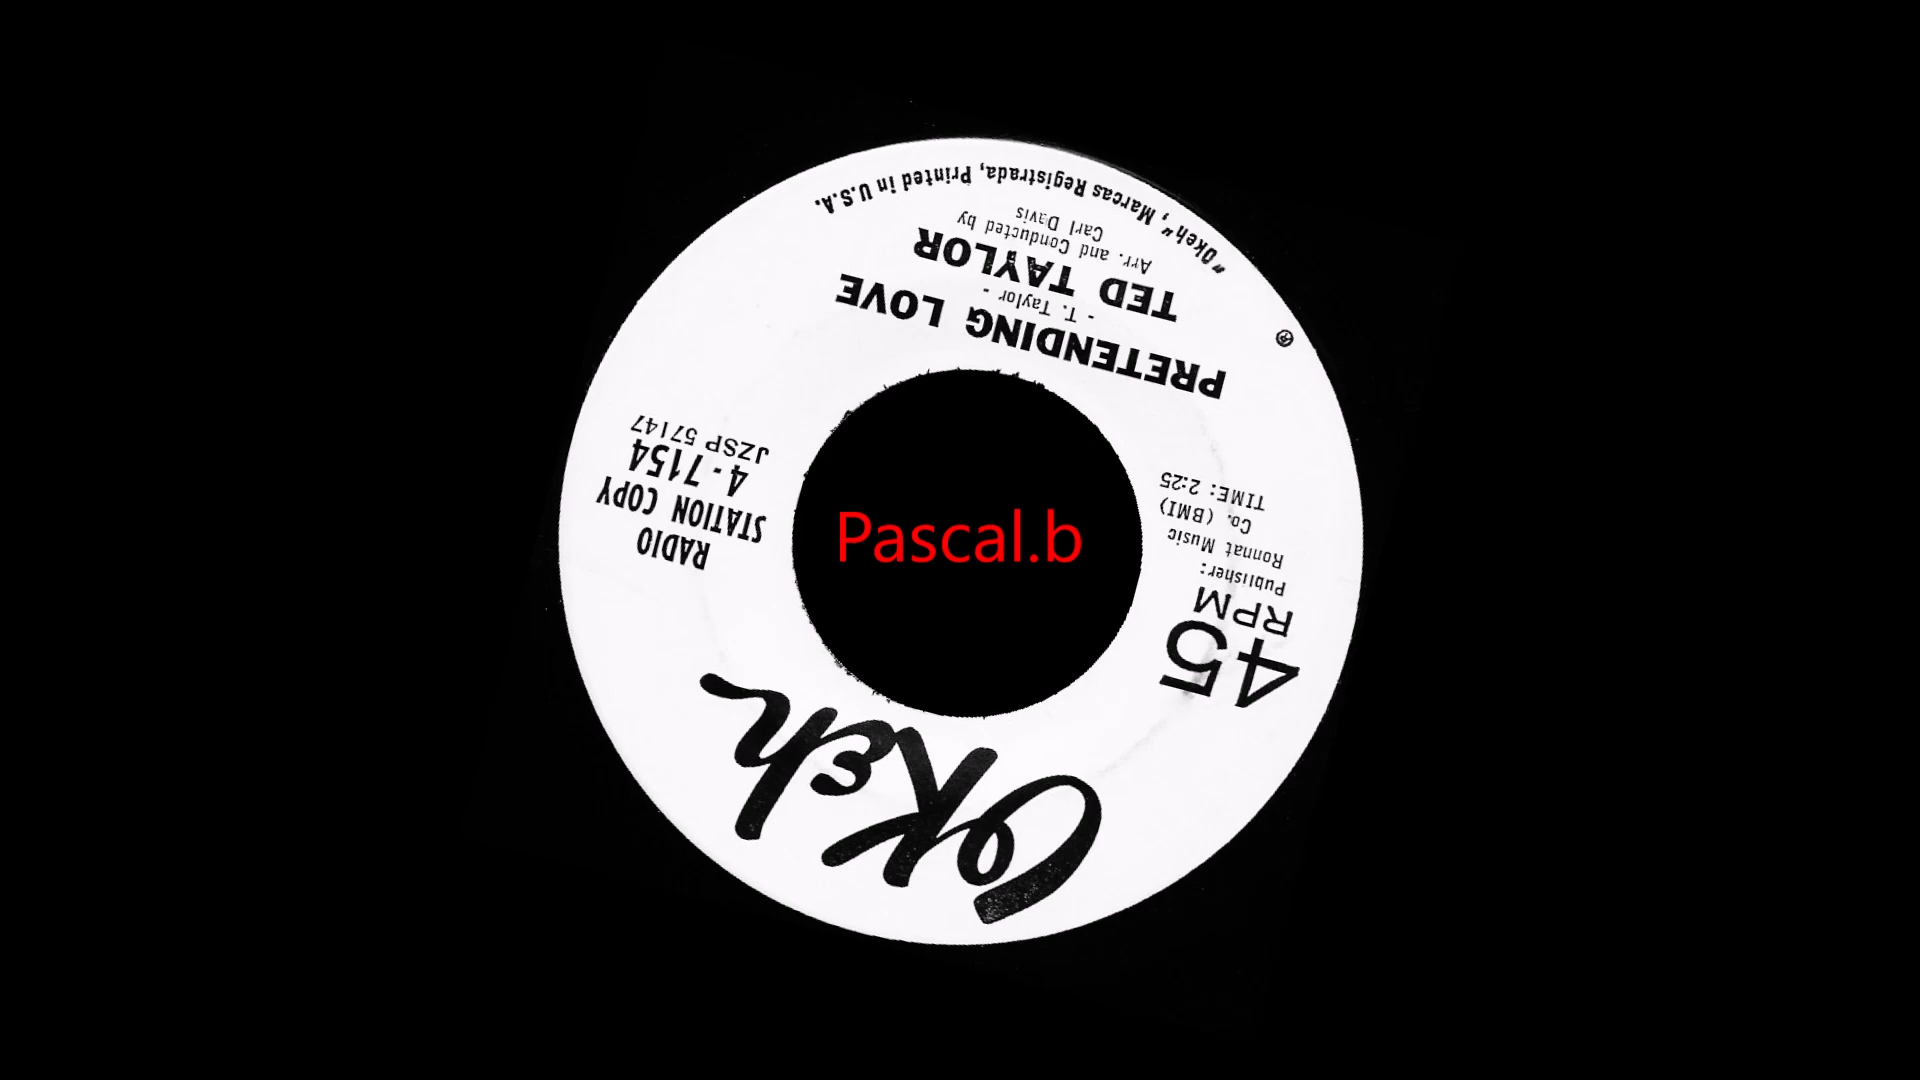 OKeh
45
RPM
Publisher:
Ronnat Music
Co. (BMI)
TIME: 2:25
RADIO
STATION COPY
4-7154
JZSP 57147
Pascal.b
PRETENDING LOVE
- T. Taylor -
TED TAYLOR
Arr. and Conducted by
Carl Davis
"Okeh", Marcas Registrada, Printed in U.S.A.
®